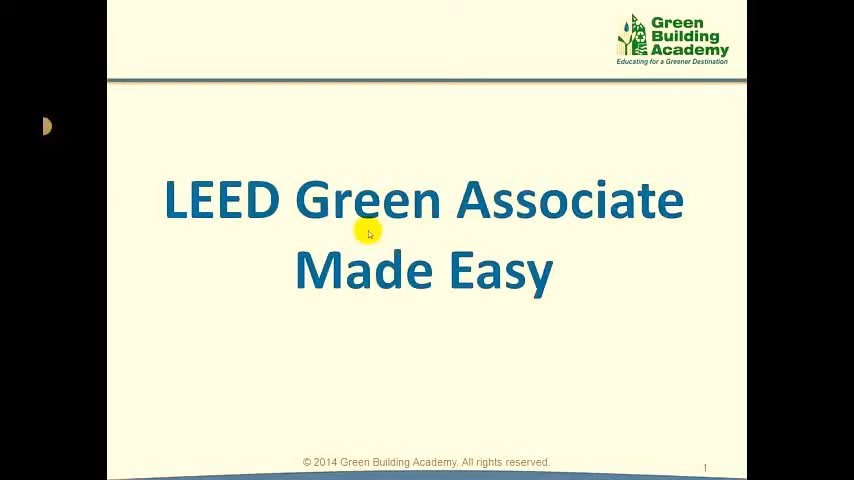 Green
Building
Academy
Educating for a Greener Destination
LEED Green Associate
Made Easy
© 2014 Green Building Academy. All rights reserved.
1